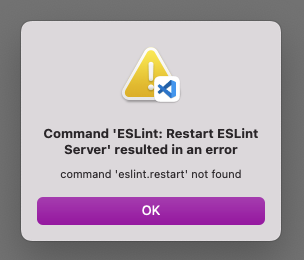 Command 'ESLint: Restart ESLint
Server' resulted in an error
command 'eslint.restart' not found
OK